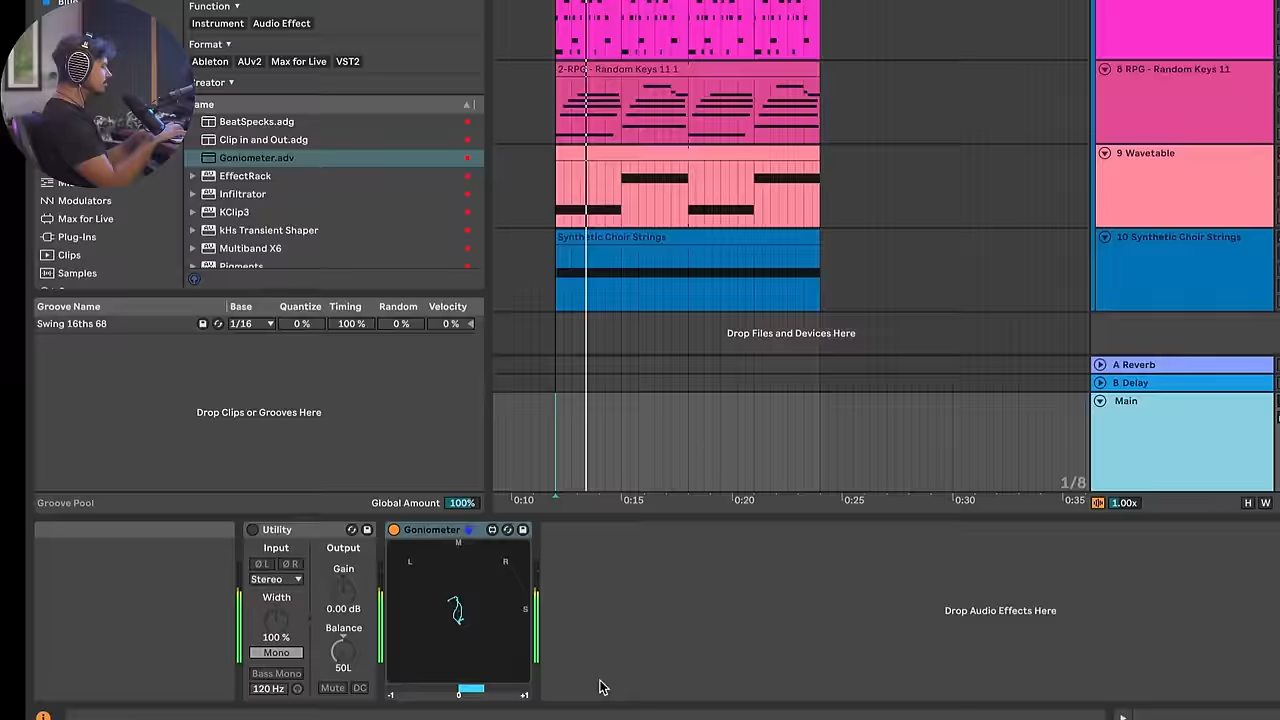 Function ▼
Instrument Audio Effect
Format ▼
Ableton AUv2 Max for Live VST2
reator ▼
ame
BeatSpecks.adg
Clip in and Out.adg
Goniometer.adv
EffectRack
Infiltrator
KClip3
kHs Transient Shaper
Multiband X6
Pigments
Modulators
Max for Live
Plug-Ins
Clips
Samples
Groove Name Base Quantize Timing Random Velocity
Swing 16ths 68 1/16 ▼ 0 % 100 % 0 % 0 %
Drop Clips or Grooves Here
Groove Pool Global Amount 100%
2-RPG - Random Keys 11 1
Synthetic Choir Strings
Drop Files and Devices Here
8 RPG - Random Keys 11
9 Wavetable
10 Synthetic Choir Strings
A Reverb
B Delay
Main
1/8
0:10 0:15 0:20 0:25 0:30 0:35
1.00x H W
Utility
Input Output
Ø L Ø R Gain
Stereo ▼
Width 0.00 dB
100 % Balance
Mono
Bass Mono 50L
120 Hz Mute DC
Goniometer
M
L R
S
-1 0 +1
Drop Audio Effects Here